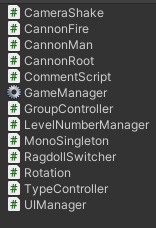 CameraShake
CannonFire
CannonMan
CannonRoot
CommentScript
GameManager
GroupController
LevelNumberManager
MonoSingleton
RagdollSwitcher
Rotation
TypeController
UIManager